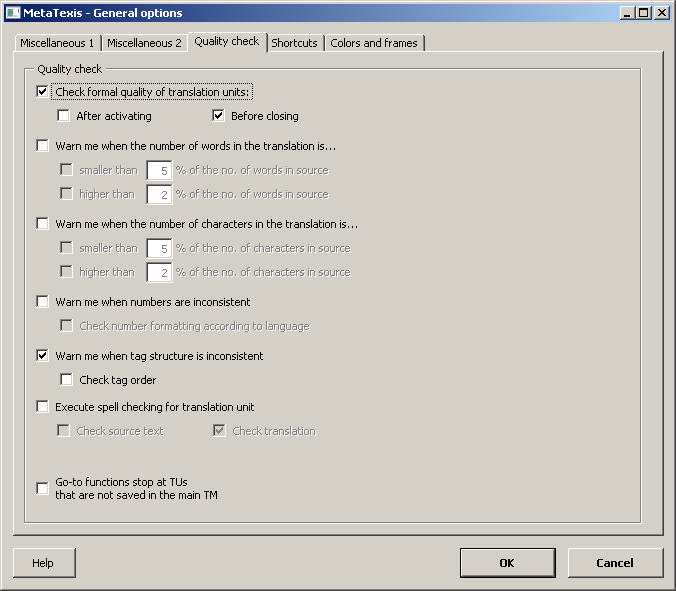 MetaTexis - General options
Miscellaneous 1 Miscellaneous 2 Quality check Shortcuts Colors and frames
Quality check
Check formal quality of translation units:
After activating Before closing
Warn me when the number of words in the translation is...
smaller than 5 % of the no. of words in source
higher than 2 % of the no. of words in source
Warn me when the number of characters in the translation is...
smaller than 5 % of the no. of characters in source
higher than 2 % of the no. of characters in source
Warn me when numbers are inconsistent
Check number formatting according to language
Warn me when tag structure is inconsistent
Check tag order
Execute spell checking for translation unit
Check source text Check translation
Go-to functions stop at TUs
that are not saved in the main TM
Help OK Cancel